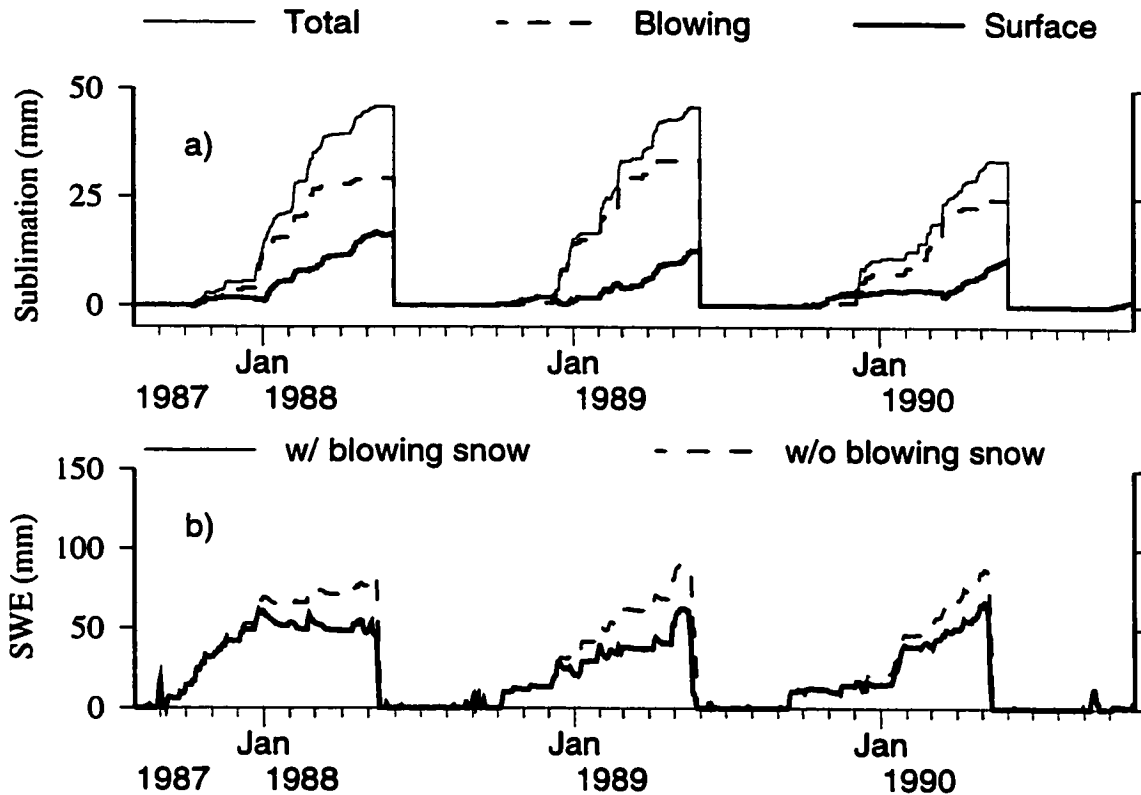 Total Blowing Surface
50
25
0
Sublimation (mm)
a)
Jan Jan Jan
1987 1988 1989 1990
w/ blowing snow w/o blowing snow
150
100
50
0
SWE (mm)
b)
Jan Jan Jan
1987 1988 1989 1990